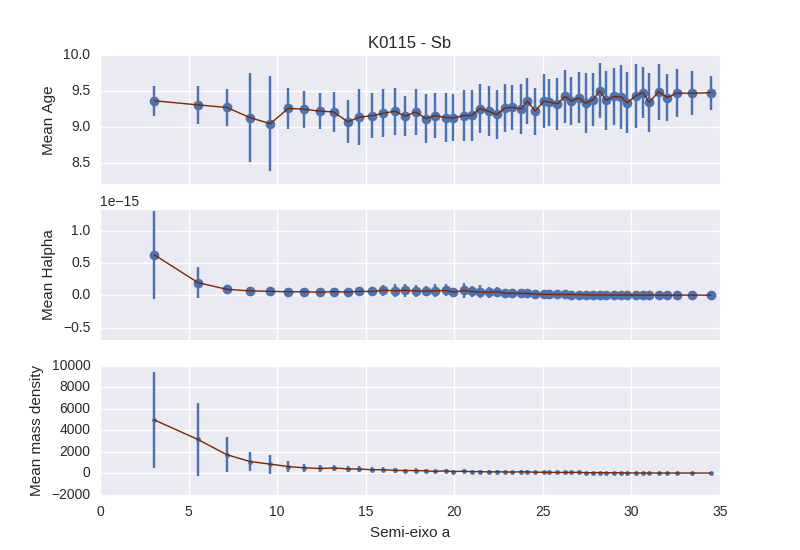 K0115 - Sb
10.0
9.5
9.0
8.5
Mean Age
1e−15
1.0
0.5
0.0
−0.5
Mean Halpha
10000
8000
6000
4000
2000
0
−2000
Mean mass density
0 5 10 15 20 25 30 35
Semi-eixo a